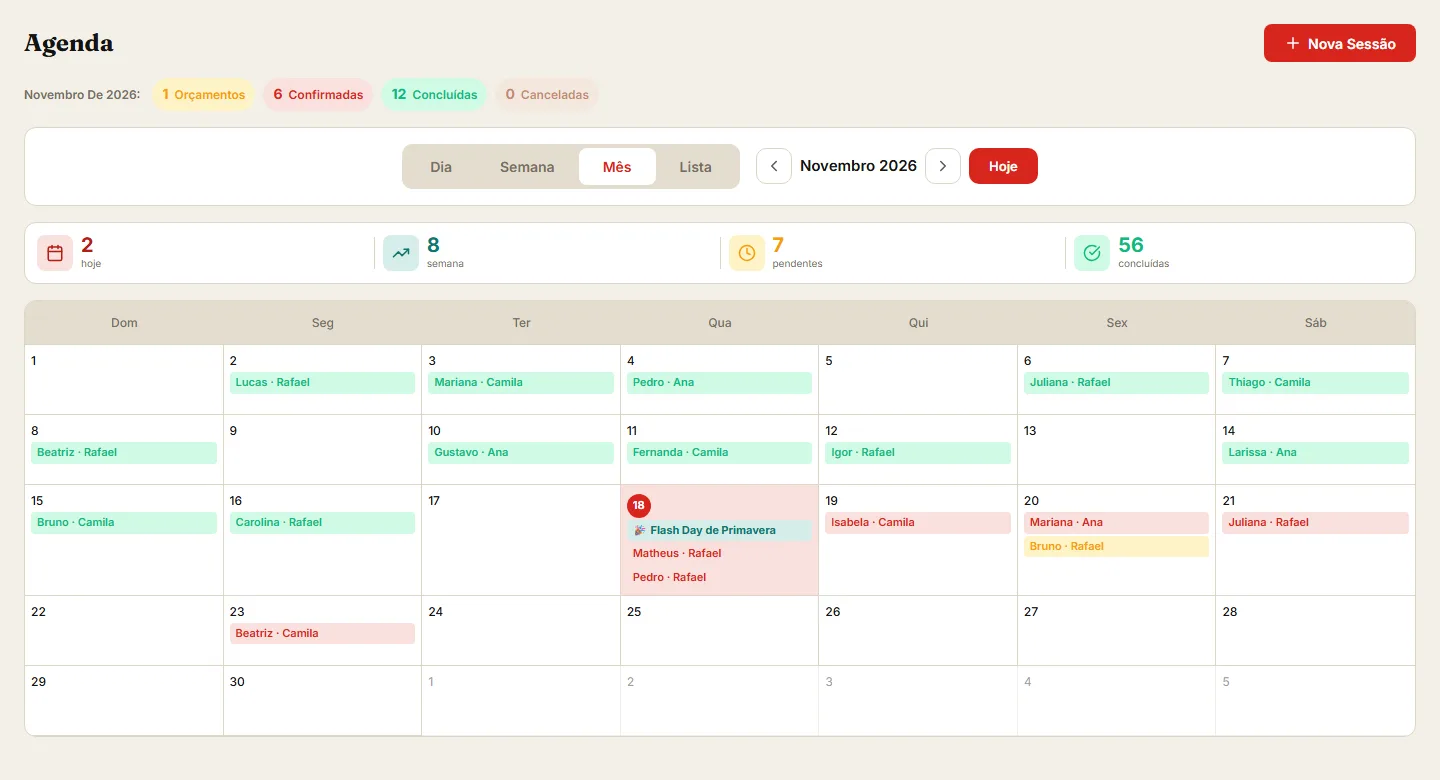 Agenda
+ Nova Sessão
Novembro De 2026: 1 Orçamentos 6 Confirmadas 12 Concluídas 0 Canceladas
Dia Semana Mês Lista Novembro 2026 Hoje
2 8 7 56
hoje semana pendentes concluídas
Dom Seg Ter Qua Qui Sex Sáb
1 2 3 4 5 6 7
Lucas · Rafael Mariana · Camila Pedro · Ana Juliana · Rafael Thiago · Camila
8 9 10 11 12 13 14
Beatriz · Rafael Gustavo · Ana Fernanda · Camila Igor · Rafael Larissa · Ana
15 16 17 18 19 20 21
Bruno · Camila Carolina · Rafael 🎉 Flash Day de Primavera Isabela · Camila Mariana · Ana Juliana · Rafael
Matheus · Rafael Bruno · Rafael
Pedro · Rafael
22 23 24 25 26 27 28
Beatriz · Camila
29 30 1 2 3 4 5